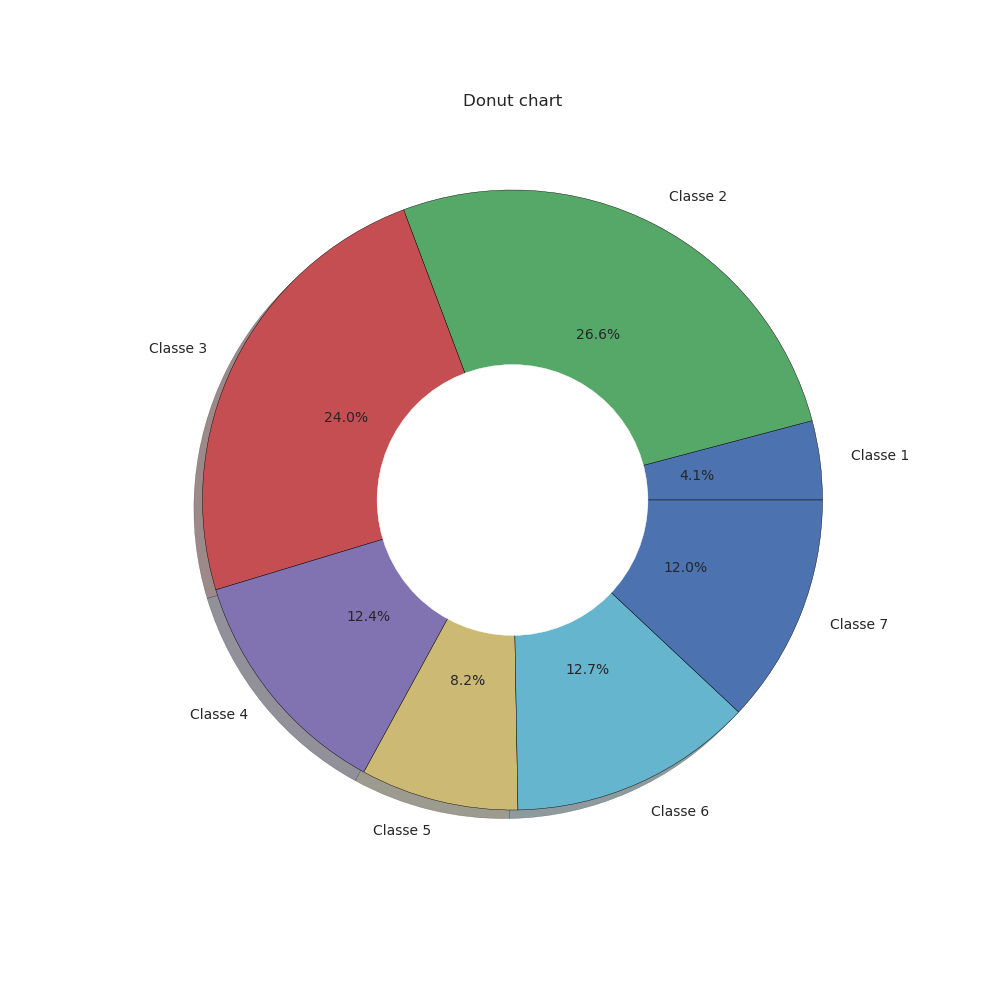 Donut chart
Classe 2
26.6%
Classe 3
24.0%
Classe 1
4.1%
12.0%
Classe 7
12.4%
Classe 4
8.2%
12.7%
Classe 6
Classe 5